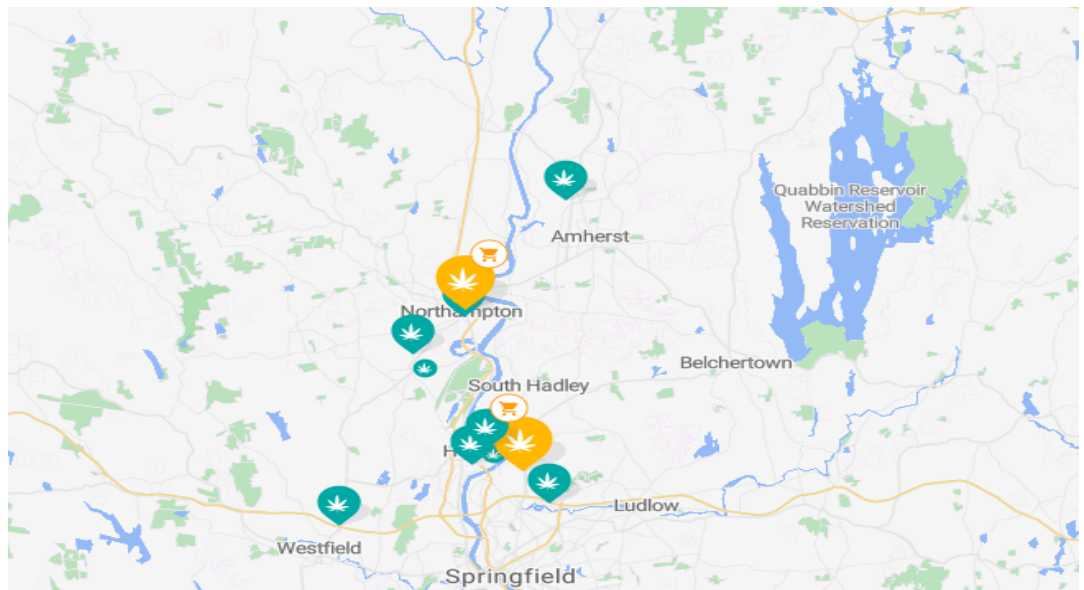 Quabbin Reservoir
Watershed
Reservation
Amherst
Northampton
Belchertown
South Hadley
H
Ludlow
Westfield
Springfield